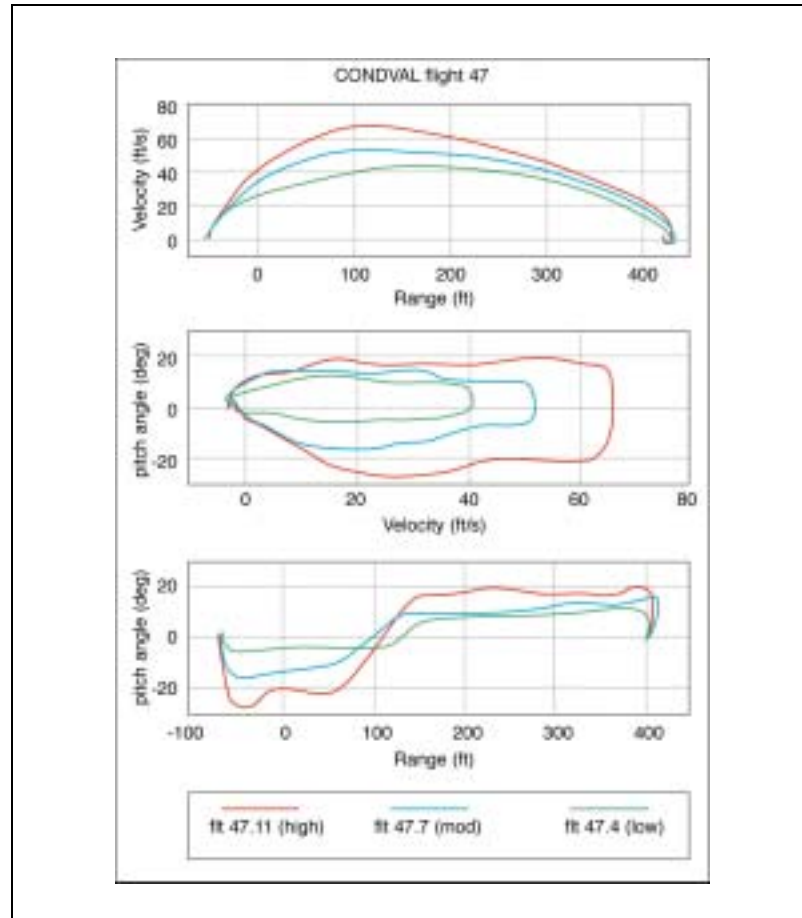 CONDVAL flight 47
Velocity (ft/s)
80
60
40
20
0
0 100 200 300 400
Range (ft)
pitch angle (deg)
20
0
-20
0 20 40 60 80
Velocity (ft/s)
pitch angle (deg)
20
0
-20
-100 0 100 200 300 400
Range (ft)
flt 47.11 (high) flt 47.7 (mod) flt 47.4 (low)